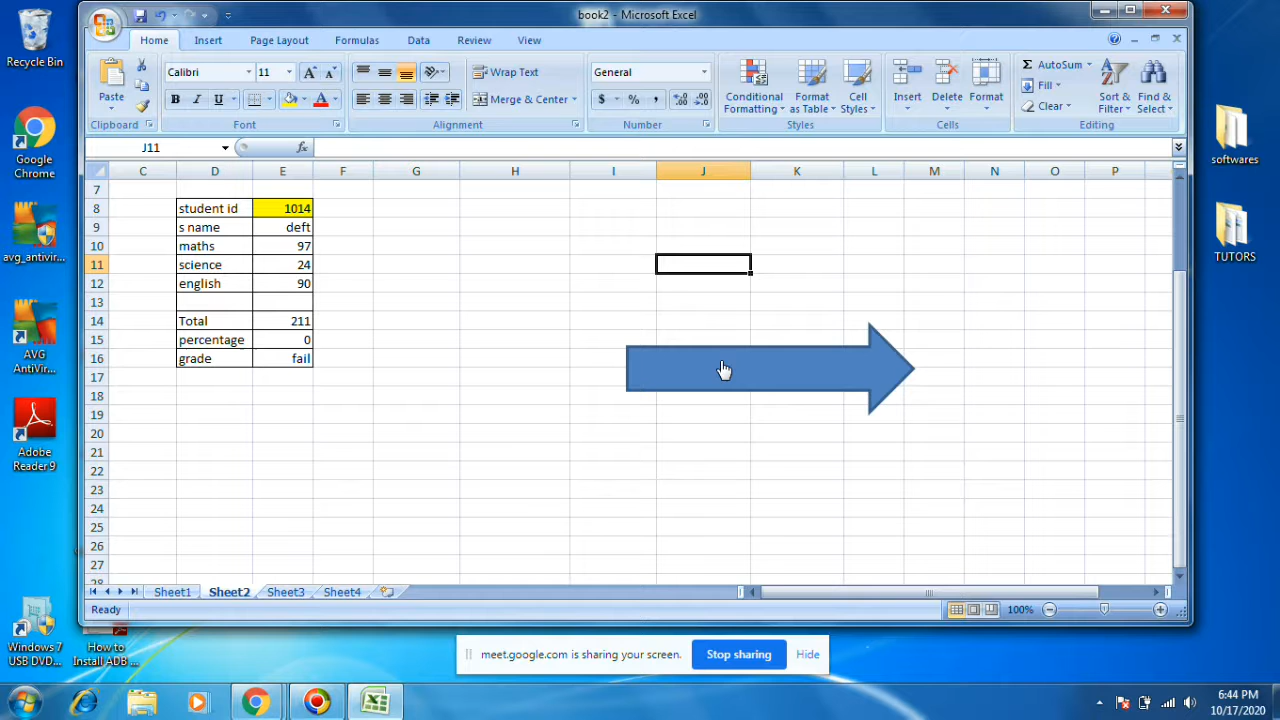 book2 - Microsoft Excel
Home Insert Page Layout Formulas Data Review View
Paste
Clipboard
Calibri 11
B I U
Font
Wrap Text
Merge & Center
Alignment
General
$ % ,
Number
Conditional Formatting
Format as Table
Cell Styles
Styles
Insert Delete Format
Cells
AutoSum
Fill
Clear
Sort & Filter
Find & Select
Editing
J11 fx
C D E F G H I J K L M N O P
7
8 student id 1014
9 s name deft
10 maths 97
11 science 24
12 english 90
13
14 Total 211
15 percentage 0
16 grade fail
17
18
19
20
21
22
23
24
25
26
27
28
Sheet1 Sheet2 Sheet3 Sheet4
Ready 100%
meet.google.com is sharing your screen. Stop sharing Hide
Recycle Bin
Google Chrome
avg_antivir...
AVG AntiVir...
Adobe Reader 9
Windows 7 USB DVD...
How to Install ADB ...
softwares
TUTORS
6:44 PM
10/17/2020